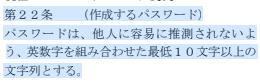 第２２条　　（作成するパスワード）
パスワードは、他人に容易に推測されないよ
う、英数字を組み合わせた最低１０文字以上の
文字列とする。